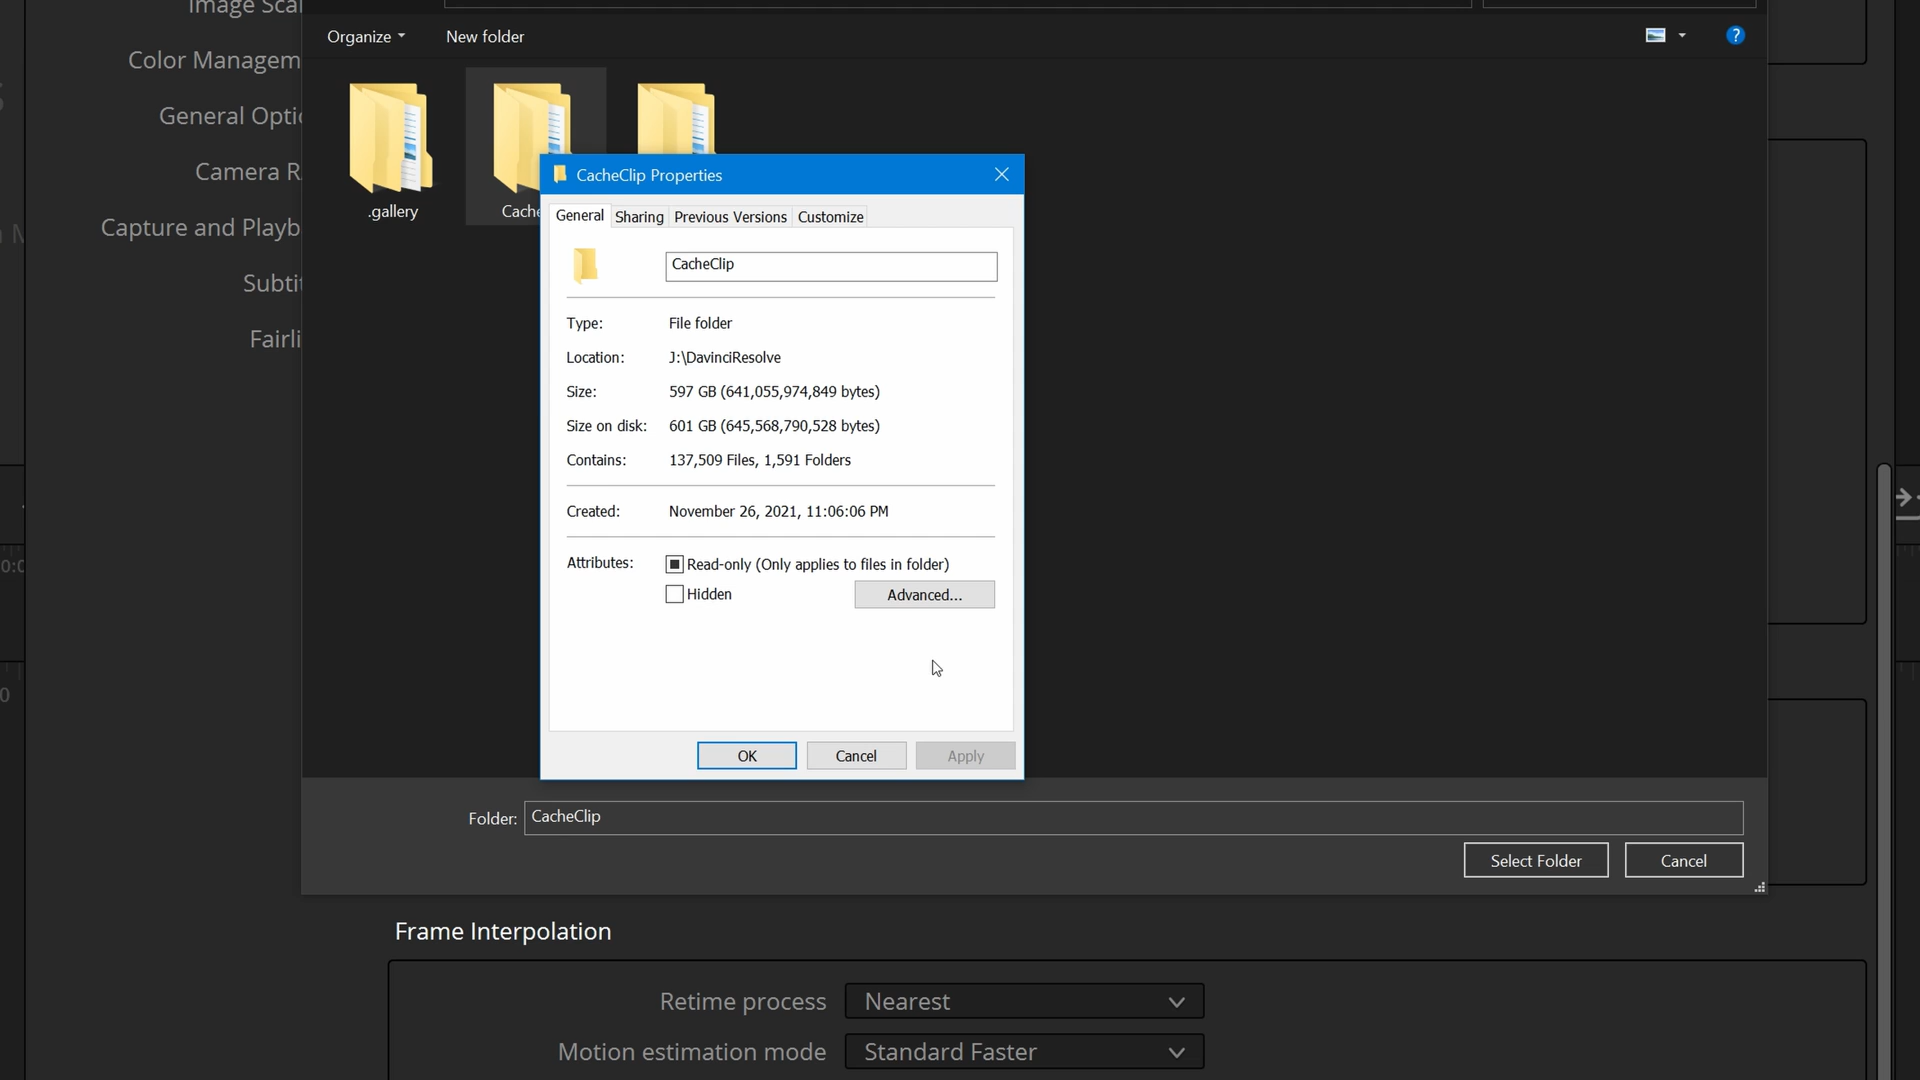 Image Scal
Color Managem
General Optio
Camera R
Capture and Playb
Subtit
Fairli
Organize
New folder
?
.gallery
Cache
CacheClip Properties
General Sharing Previous Versions Customize
CacheClip
Type: File folder
Location: J:\DavinciResolve
Size: 597 GB (641,055,974,849 bytes)
Size on disk: 601 GB (645,568,790,528 bytes)
Contains: 137,509 Files, 1,591 Folders
Created: November 26, 2021, 11:06:06 PM
Attributes: Read-only (Only applies to files in folder)
Hidden Advanced...
OK Cancel Apply
Folder: CacheClip
Select Folder Cancel
Frame Interpolation
Retime process Nearest
Motion estimation mode Standard Faster